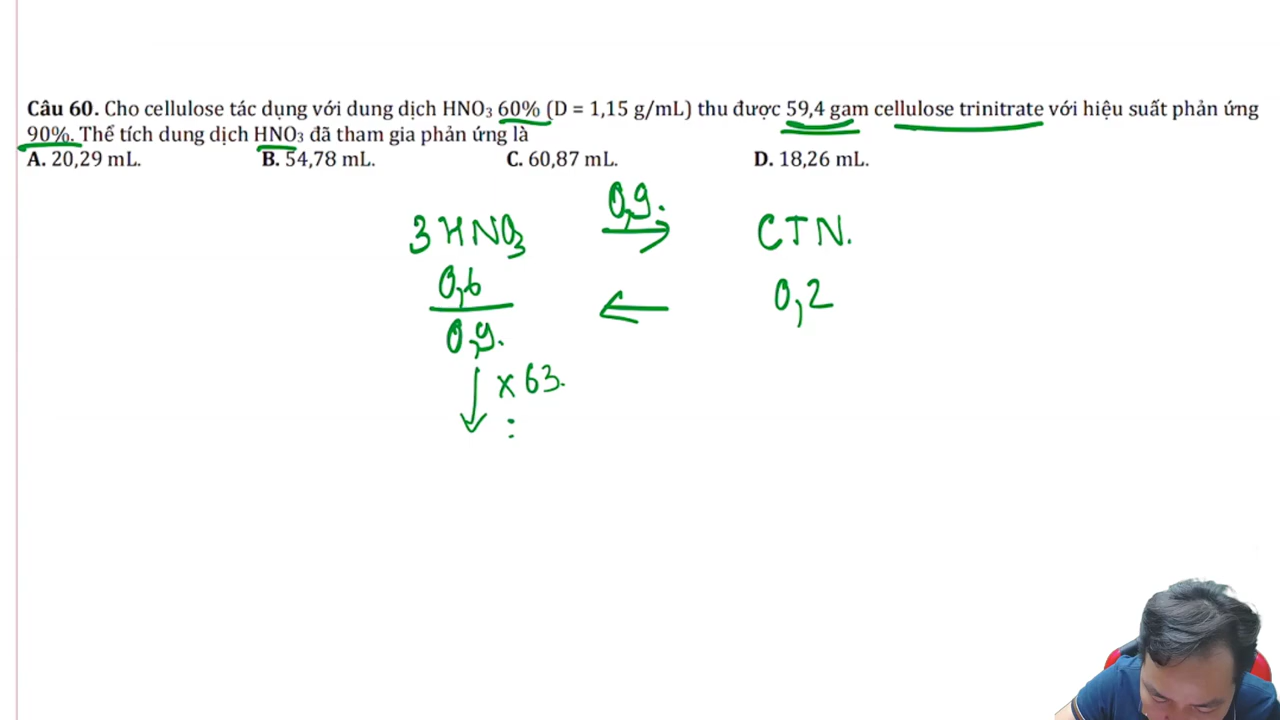 Câu 60. Cho cellulose tác dụng với dung dịch HNO₃ 60% (D = 1,15 g/mL) thu được 59,4 gam cellulose trinitrate với hiệu suất phản ứng
90%. Thể tích dung dịch HNO₃ đã tham gia phản ứng là
A. 20,29 mL. B. 54,78 mL. C. 60,87 mL. D. 18,26 mL.
0,9.
3HNO₃ → CTN.
0,6 ← 0,2
0,9.
↓ x 63.
: